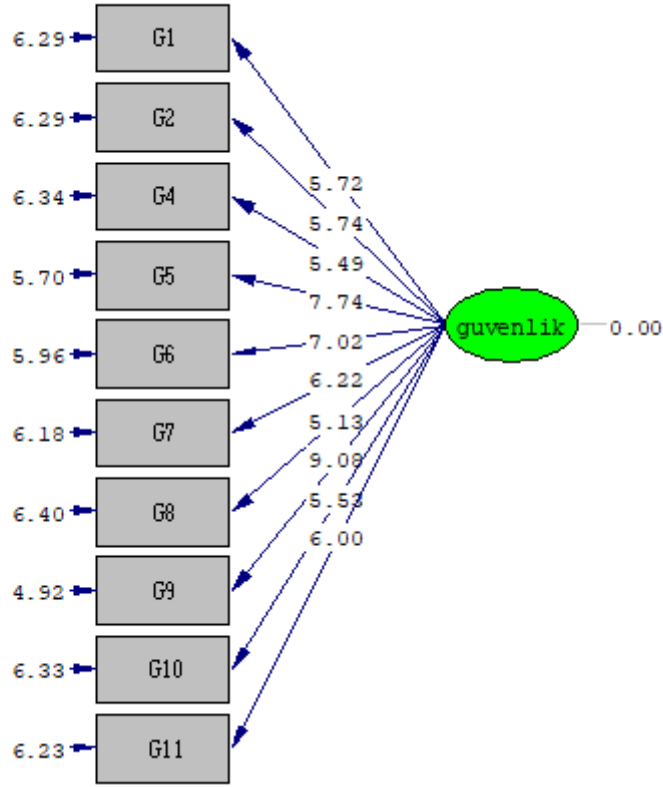 6.29 G1
6.29 G2
6.34 G4
5.70 G5
5.96 G6
6.18 G7
6.40 G8
4.92 G9
6.33 G10
6.23 G11
5.72
5.74
5.49
7.74
7.02
6.22
5.13
9.08
5.53
6.00
guvenlik 0.00